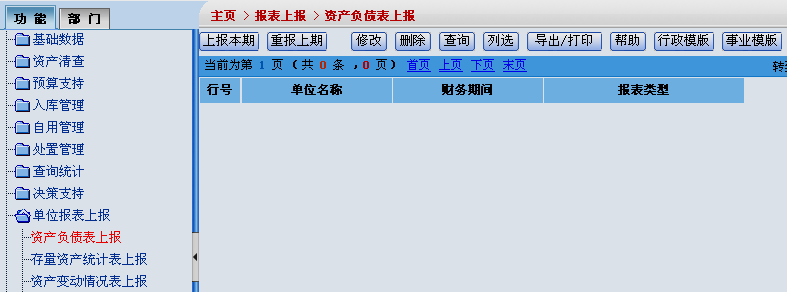 功 能 部 门
基础数据
资产清查
预算支持
入库管理
自用管理
处置管理
查询统计
决策支持
单位报表上报
资产负债表上报
存量资产统计表上报
资产变动情况表上报
主页 > 报表上报 > 资产负债表上报
上报本期 重报上期 修改 删除 查询 列选 导出/打印 帮助 行政模版 事业模版
当前为第 1 页 (共 0 条 ,0 页) 首页 上页 下页 末页
行号 单位名称 财务期间 报表类型